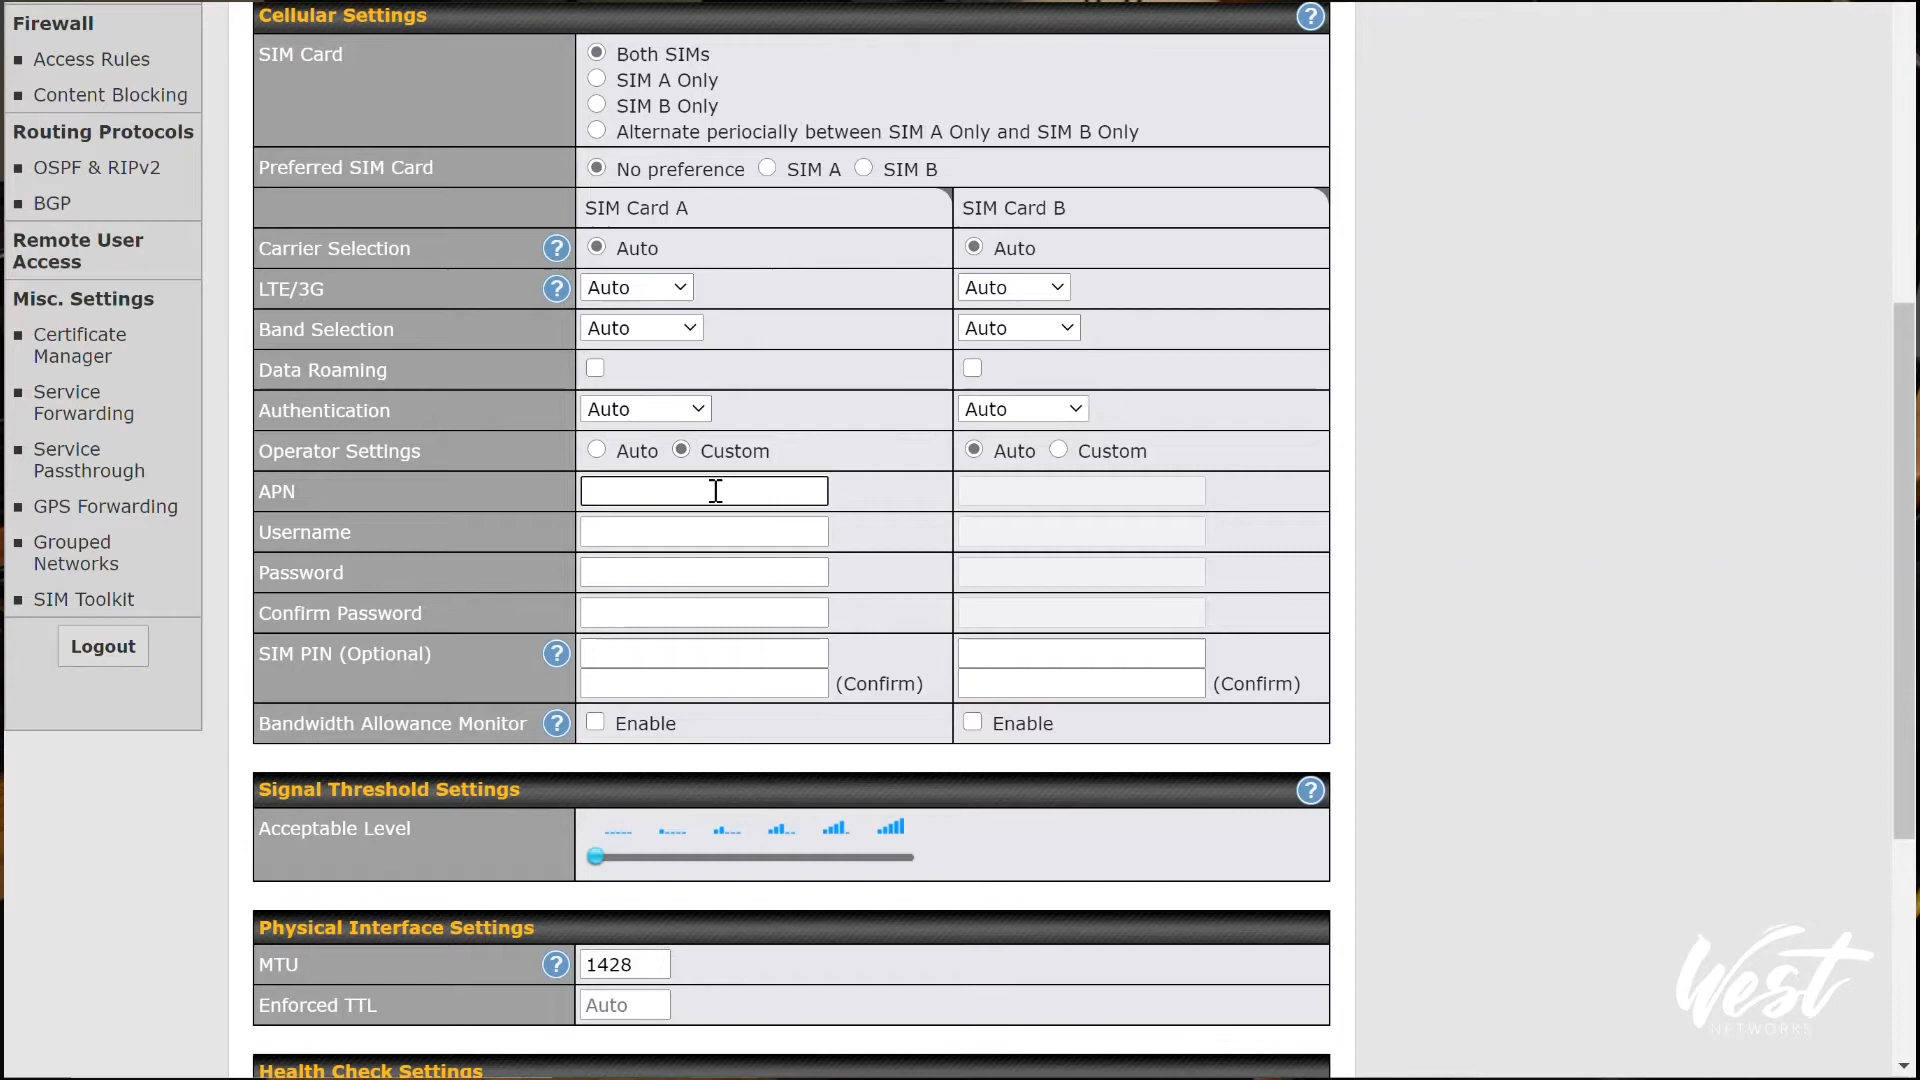 Firewall
Access Rules
Content Blocking
Routing Protocols
OSPF & RIPv2
BGP
Remote User
Access
Misc. Settings
Certificate
Manager
Service
Forwarding
Service
Passthrough
GPS Forwarding
Grouped
Networks
SIM Toolkit
Logout
Cellular Settings ?
SIM Card
Both SIMs
SIM A Only
SIM B Only
Alternate periocially between SIM A Only and SIM B Only
Preferred SIM Card No preference SIM A SIM B
SIM Card A SIM Card B
Carrier Selection ? Auto Auto
LTE/3G ? Auto Auto
Band Selection Auto Auto
Data Roaming
Authentication Auto Auto
Operator Settings Auto Custom Auto Custom
APN
Username
Password
Confirm Password
SIM PIN (Optional) ?
(Confirm) (Confirm)
Bandwidth Allowance Monitor ? Enable Enable
Signal Threshold Settings ?
Acceptable Level
Physical Interface Settings
MTU ? 1428
Enforced TTL Auto
Health Check Settings
West
NETWORKS